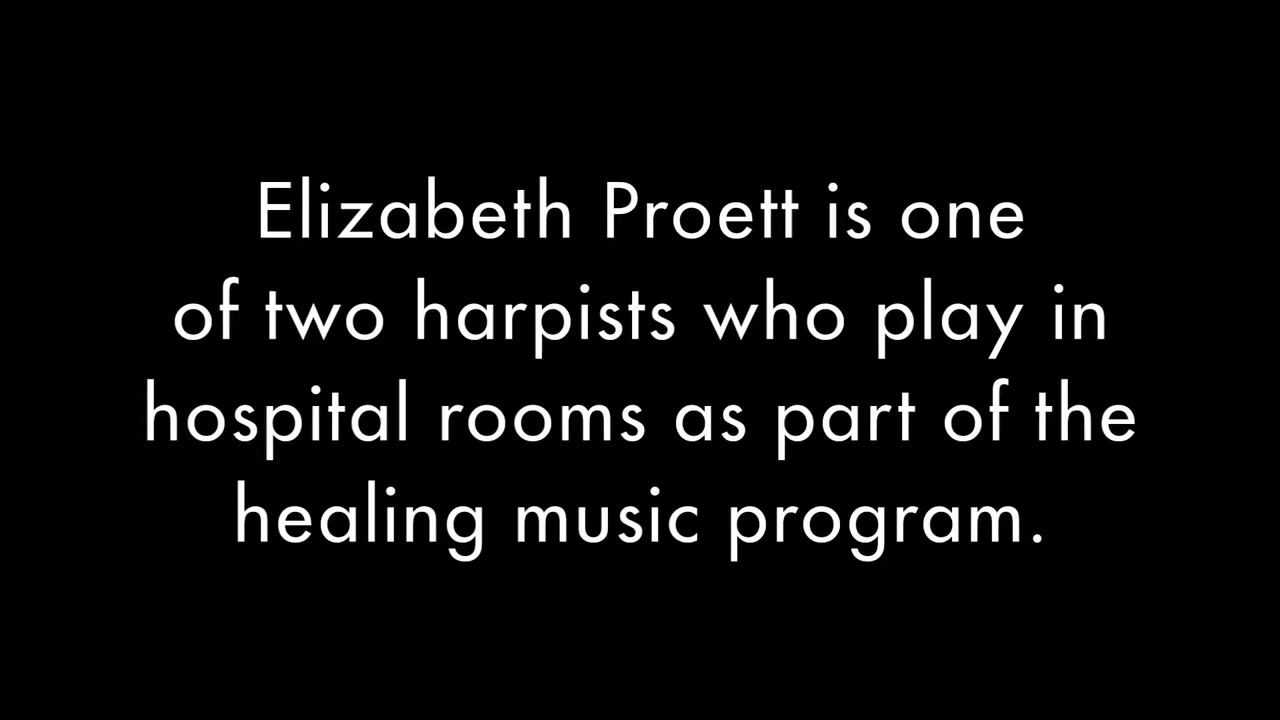 Elizabeth Proett is one
of two harpists who play in
hospital rooms as part of the
healing music program.